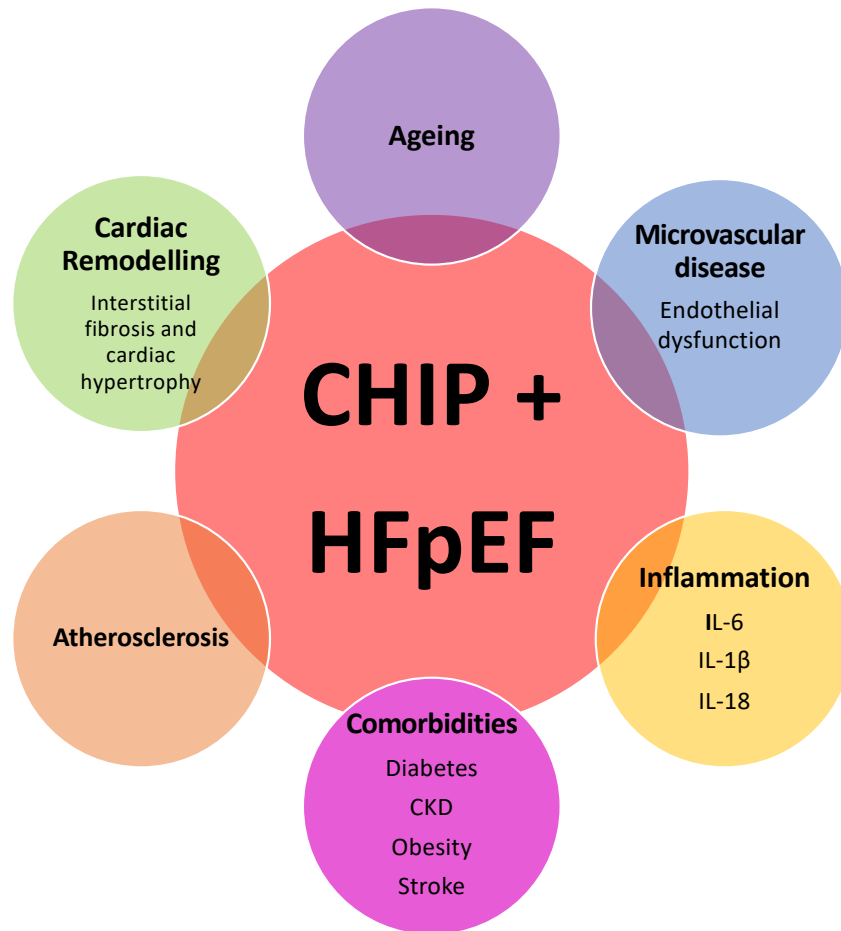 Ageing
Cardiac
Remodelling
Interstitial
fibrosis and
cardiac
hypertrophy
Microvascular
disease
Endothelial
dysfunction
CHIP +
HFpEF
Atherosclerosis
Inflammation
IL-6
IL-1β
IL-18
Comorbidities
Diabetes
CKD
Obesity
Stroke